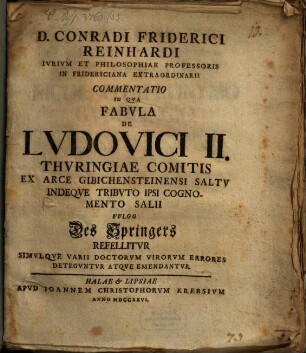 D. CONRADI FRIDERICI
REINHARDI
IVRIVM ET PHILOSOPHIAE PROFESSORIS
IN FRIDERICIANA EXTRAORDINARII
COMMENTATIO
IN QVA
FABVLA
DE
LVDOVICI II.
THVRINGIAE COMITIS
EX ARCE GIBICHENSTEINENSI SALTV
INDEQVE TRIBVTO IPSI COGNO-
MENTO SALII
VVLGO
Des Springers
REFELLITVR
SIMVLQVE VARII DOCTORVM VIRORVM ERRORES
DETEGVNTVR ATQVE EMENDANTVR.
HALAE & LIPSIAE
APVD IOANNEM CHRISTOPHORVM KREBSIVM
ANNO MDCCXXVI.